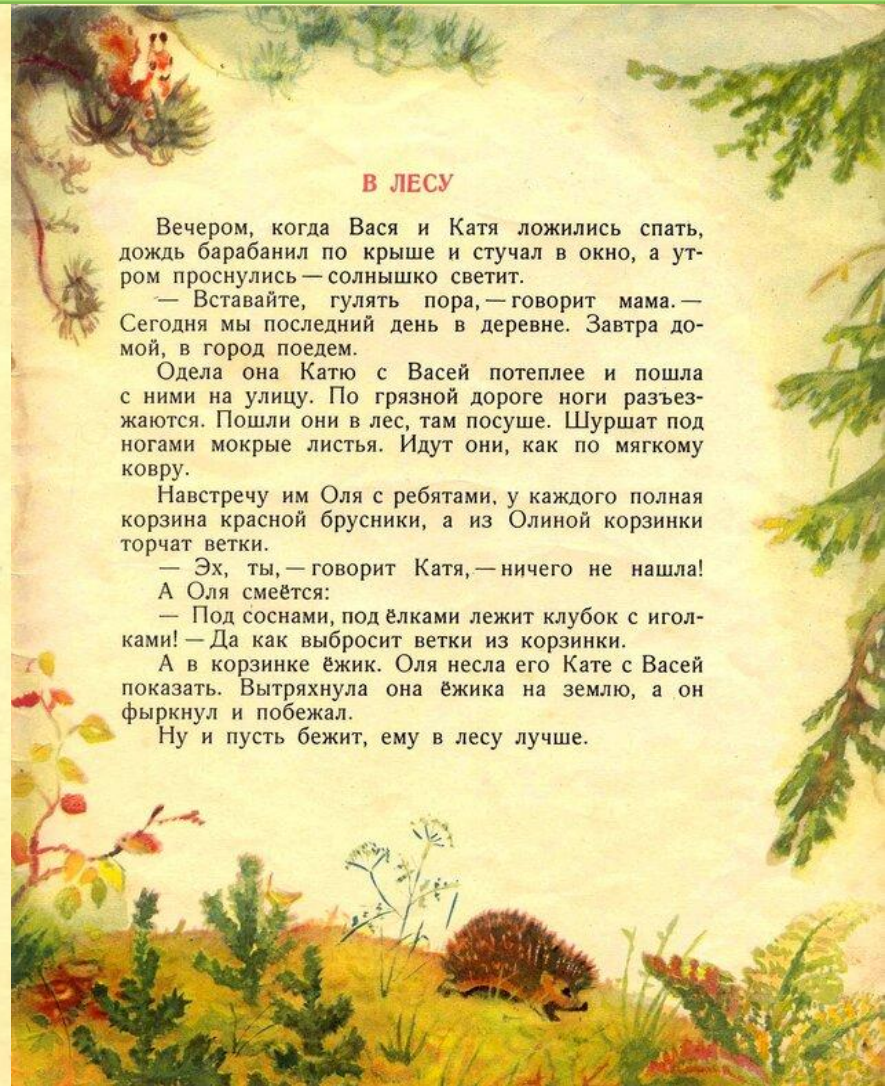 В ЛЕСУ
Вечером, когда Вася и Катя ложились спать,
дождь барабанил по крыше и стучал в окно, а ут-
ром проснулись — солнышко светит.
— Вставайте, гулять пора, — говорит мама. —
Сегодня мы последний день в деревне. Завтра до-
мой, в город поедем.
Одела она Катю с Васей потеплее и пошла
с ними на улицу. По грязной дороге ноги разъез-
жаются. Пошли они в лес, там посуше. Шуршат под
ногами мокрые листья. Идут они, как по мягкому
ковру.
Навстречу им Оля с ребятами, у каждого полная
корзина красной брусники, а из Олиной корзинки
торчат ветки.
— Эх, ты, — говорит Катя, — ничего не нашла!
А Оля смеётся:
— Под соснами, под ёлками лежит клубок с игол-
ками! — Да как выбросит ветки из корзинки.
А в корзинке ёжик. Оля несла его Кате с Васей
показать. Вытряхнула она ёжика на землю, а он
фыркнул и побежал.
Ну и пусть бежит, ему в лесу лучше.